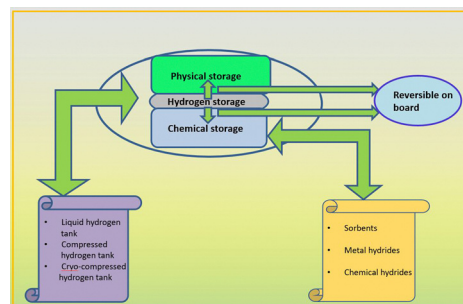 Physical storage
Hydrogen storage
Chemical storage
Reversible on
board
• Liquid hydrogen
tank
• Compressed
hydrogen tank
• Cryo-compressed
hydrogen tank
• Sorbents
• Metal hydrides
• Chemical hydrides